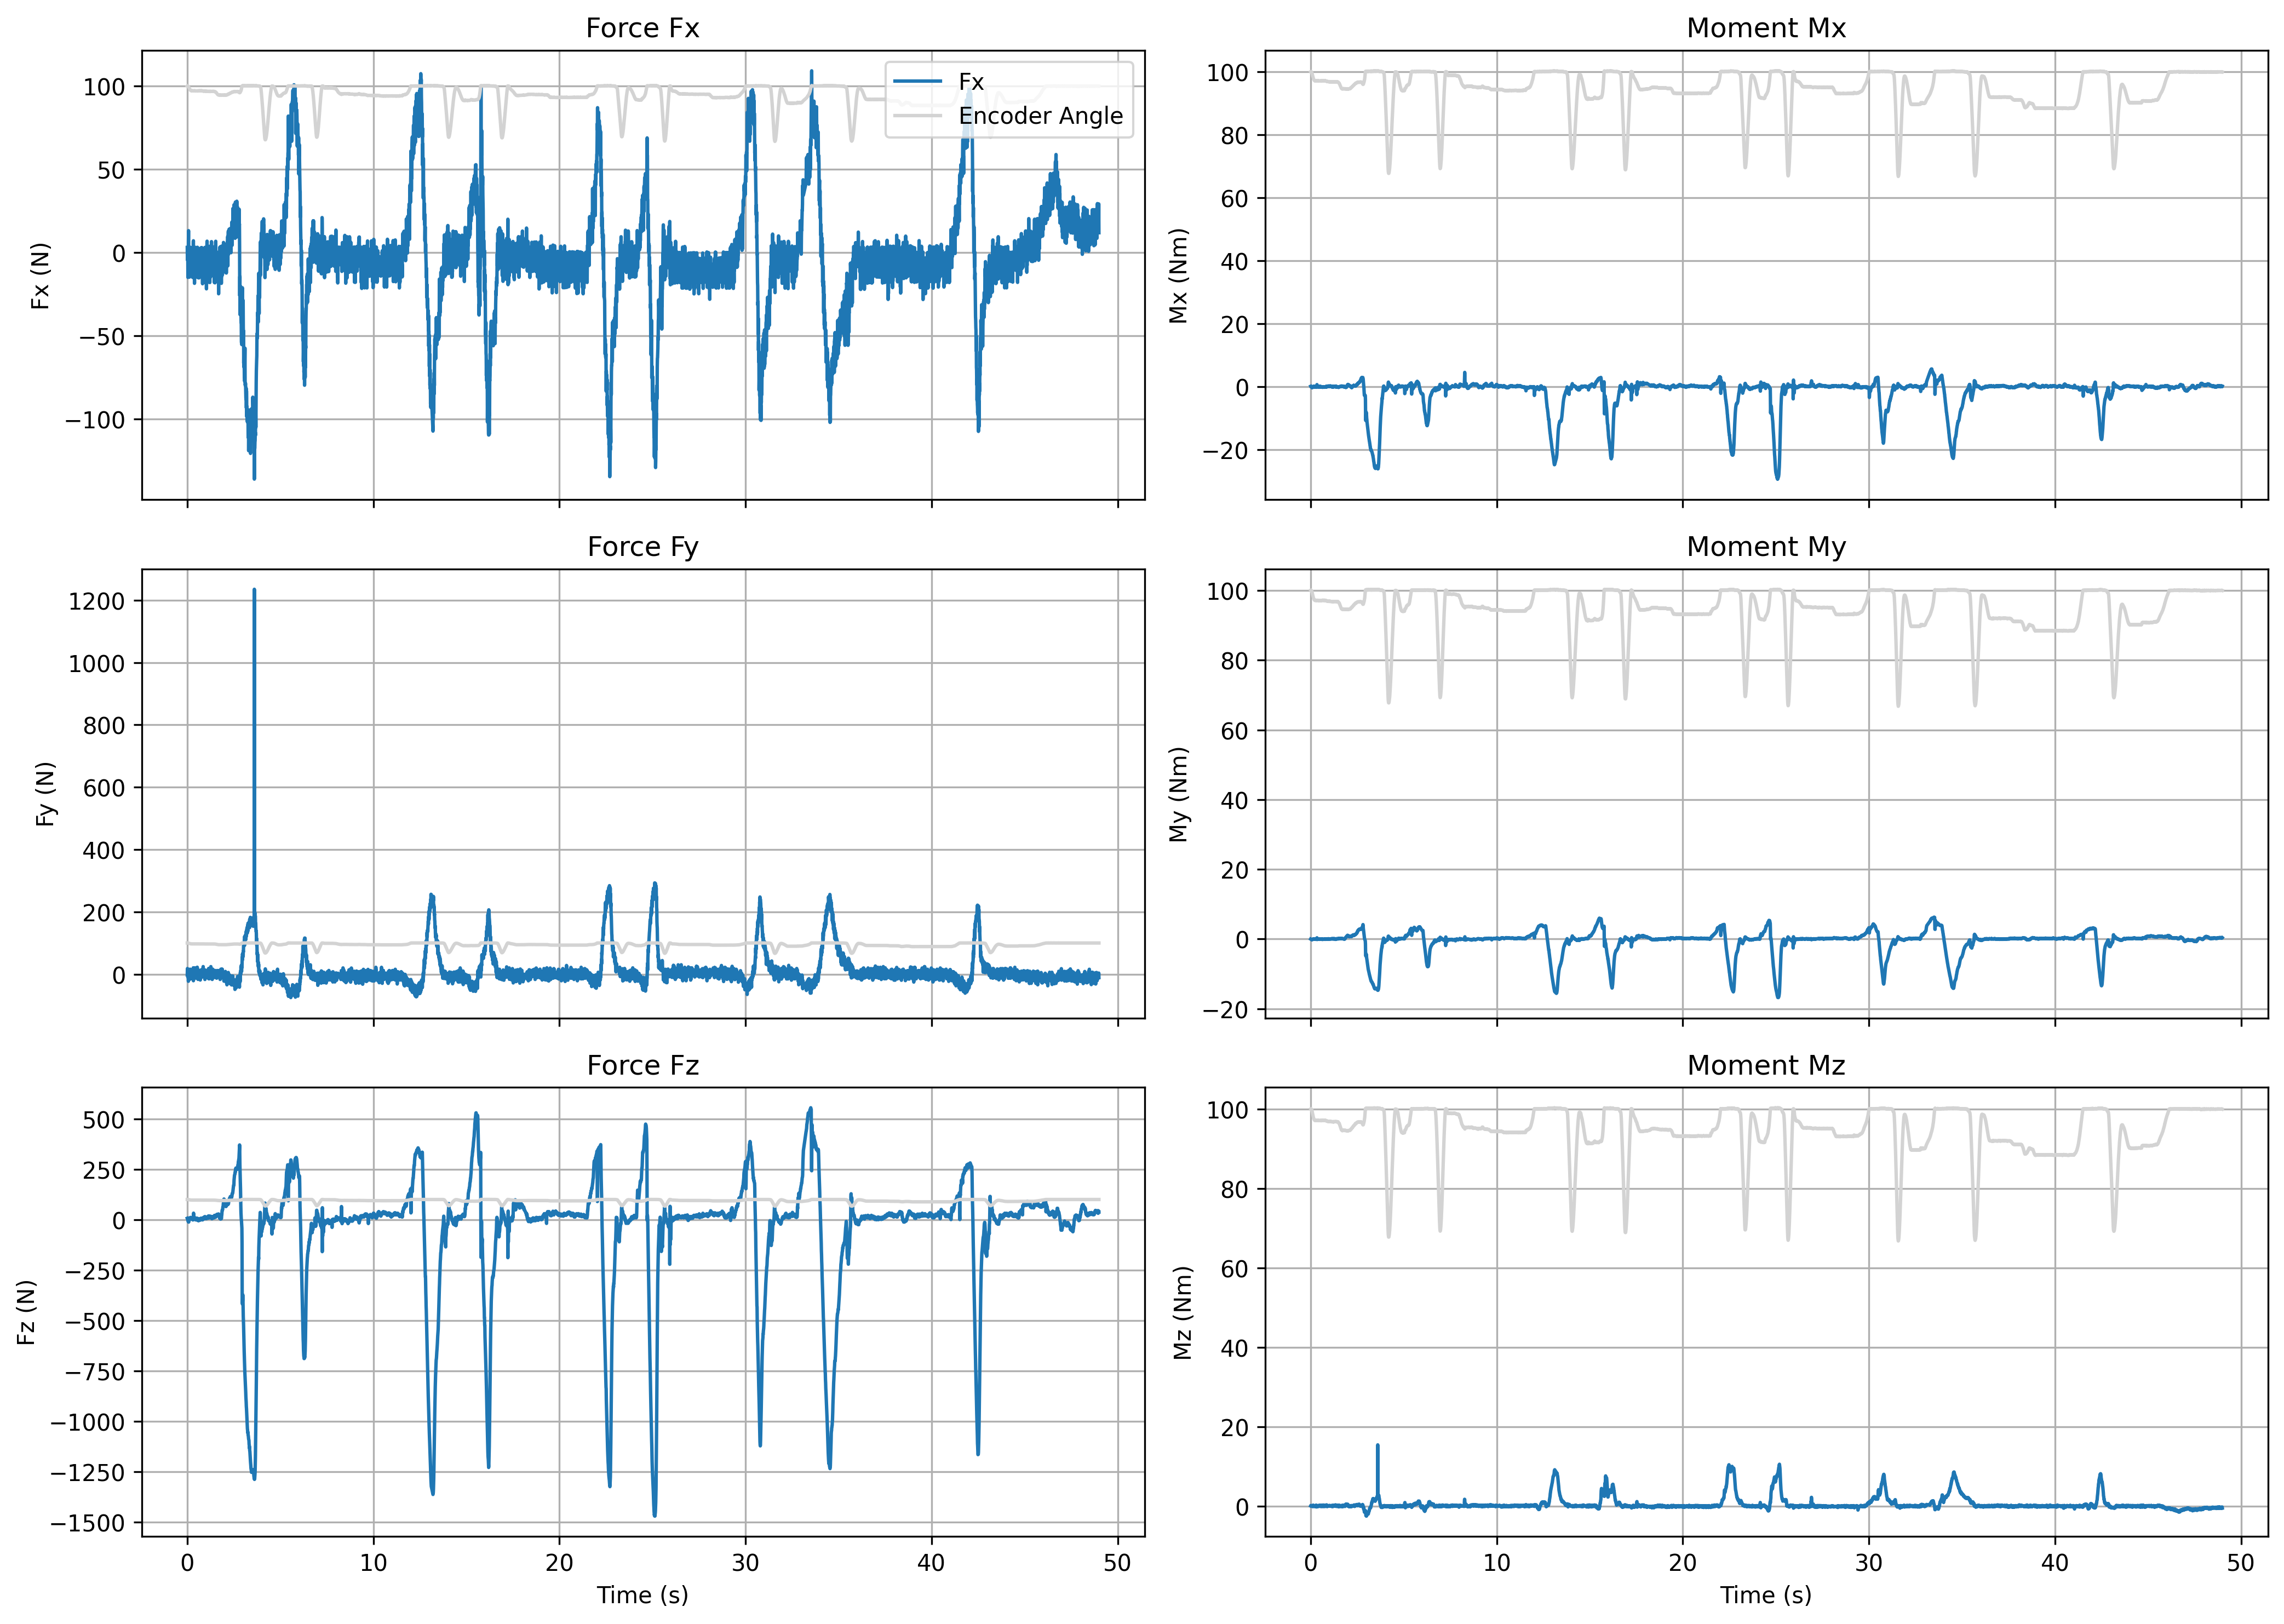 Force Fx
Fx (N)
100
50
0
−50
−100
Fx
Encoder Angle
Moment Mx
Mx (Nm)
100
80
60
40
20
0
−20
Force Fy
Fy (N)
1200
1000
800
600
400
200
0
Moment My
My (Nm)
100
80
60
40
20
0
−20
Force Fz
Fz (N)
500
250
0
−250
−500
−750
−1000
−1250
−1500
0 10 20 30 40 50
Time (s)
Moment Mz
Mz (Nm)
100
80
60
40
20
0
0 10 20 30 40 50
Time (s)